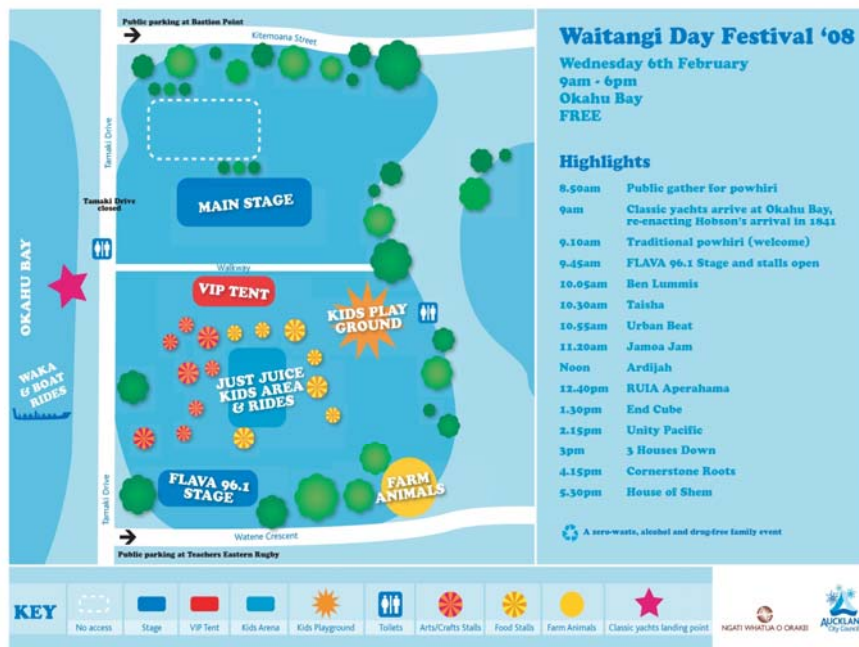 Public parking at Bastion Point
Kitemoana Street
Tamaki Drive
Tamaki Drive
closed
MAIN STAGE
Walkway
OKAHU BAY
WAKA
& BOAT
RIDES
VIP TENT
KIDS PLAY
GROUND
JUST JUICE
KIDS AREA
& RIDES
FLAVA 96.1
STAGE
FARM
ANIMALS
Tamaki Drive
Watene Crescent
Public parking at Teachers Eastern Rugby
Waitangi Day Festival ‘08
Wednesday 6th February
9am - 6pm
Okahu Bay
FREE
Highlights
8.50am Public gather for powhiri
9am Classic yachts arrive at Okahu Bay,
re-enacting Hobson's arrival in 1841
9.10am Traditional powhiri (welcome)
9.45am FLAVA 96.1 Stage and stalls open
10.05am Ben Lummis
10.30am Taisha
10.55am Urban Beat
11.20am Jamoa Jam
Noon Ardijah
12.40pm RUIA Aperahama
1.30pm End Cube
2.15pm Unity Pacific
3pm 3 Houses Down
4.15pm Cornerstone Roots
5.30pm House of Shem
A zero-waste, alcohol and drug-free family event
KEY
No access
Stage
VIP Tent
Kids Arena
Kids Playground
Toilets
Arts/Crafts Stalls
Food Stalls
Farm Animals
Classic yachts landing point
NGATI WHATUA O ORAKEI
AUCKLAN
City Counci